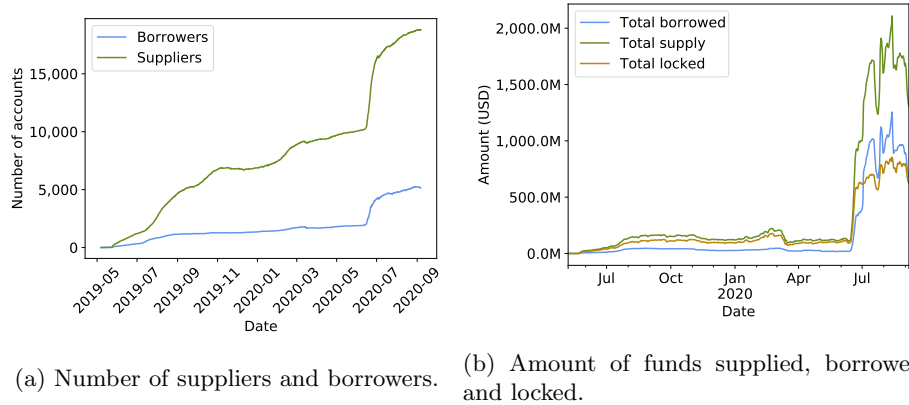 Borrowers
Suppliers
15,000
10,000
5,000
0
Number of accounts
2019-05
2019-07
2019-09
2019-11
2020-01
2020-03
2020-05
2020-07
2020-09
Date
(a) Number of suppliers and borrowers.
Total borrowed
Total supply
Total locked
2,000.0M
1,500.0M
1,000.0M
500.0M
0.0M
Amount (USD)
Jul
Oct
Jan
2020
Apr
Jul
Date
(b) Amount of funds supplied, borrowe
and locked.